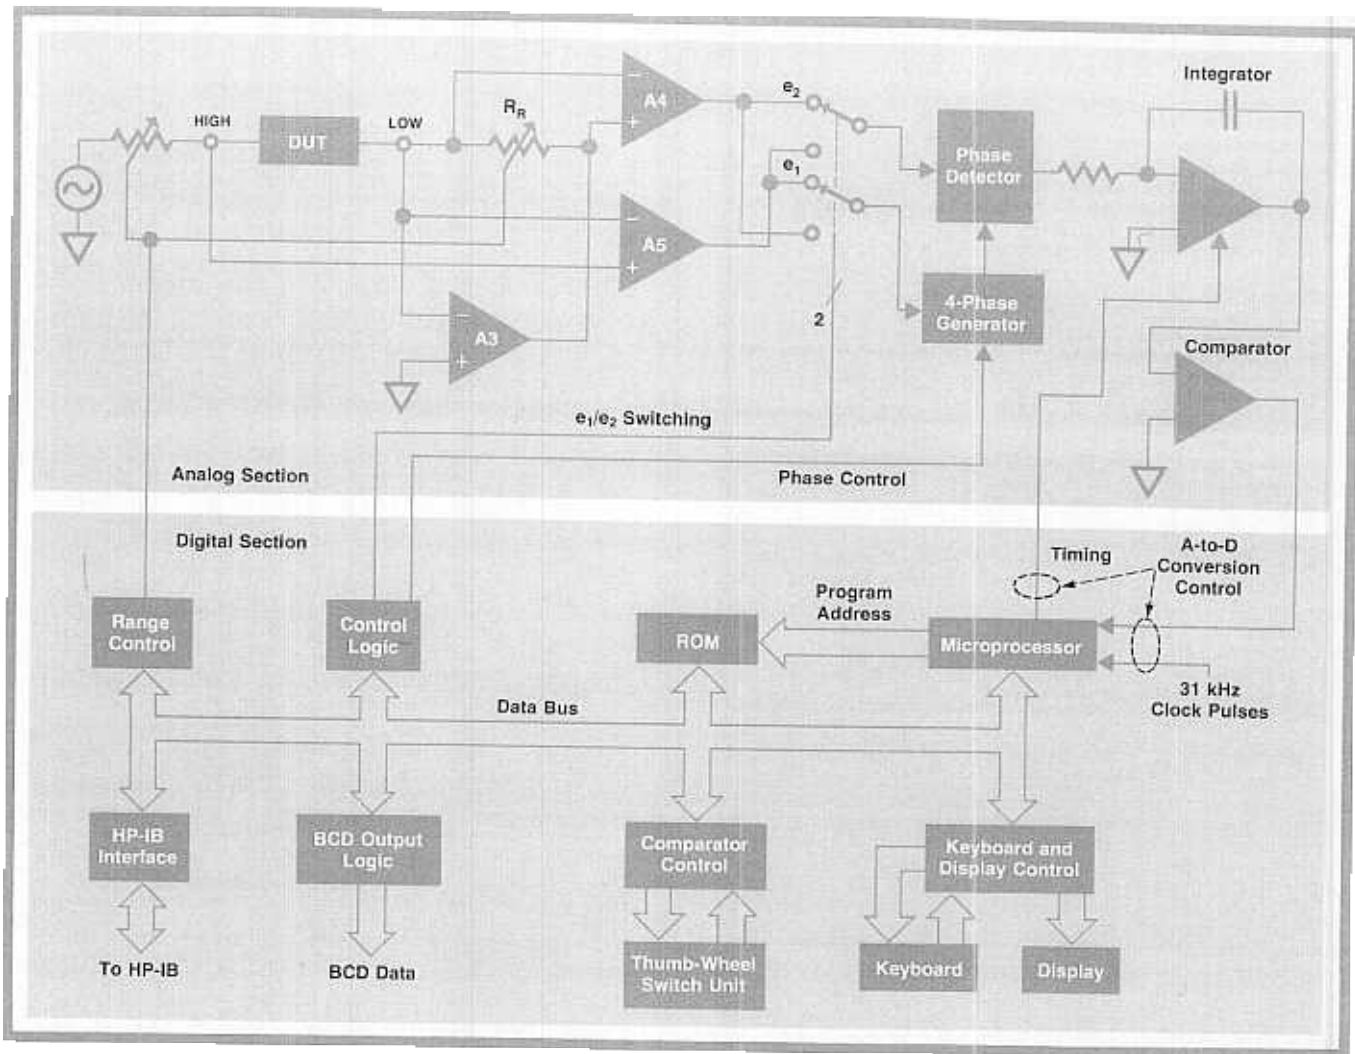 Integrator
HIGH
DUT
LOW
R_R
A4
e₂
e₁
Phase
Detector
A5
A3
2
4-Phase
Generator
Comparator
e₁/e₂ Switching
Analog Section
Phase Control
Digital Section
Timing
A-to-D
Conversion
Control
Program
Address
Range
Control
Control
Logic
ROM
Microprocessor
31 kHz
Clock Pulses
Data Bus
HP-IB
Interface
BCD Output
Logic
Comparator
Control
Keyboard and
Display Control
To HP-IB
BCD Data
Thumb-Wheel
Switch Unit
Keyboard
Display